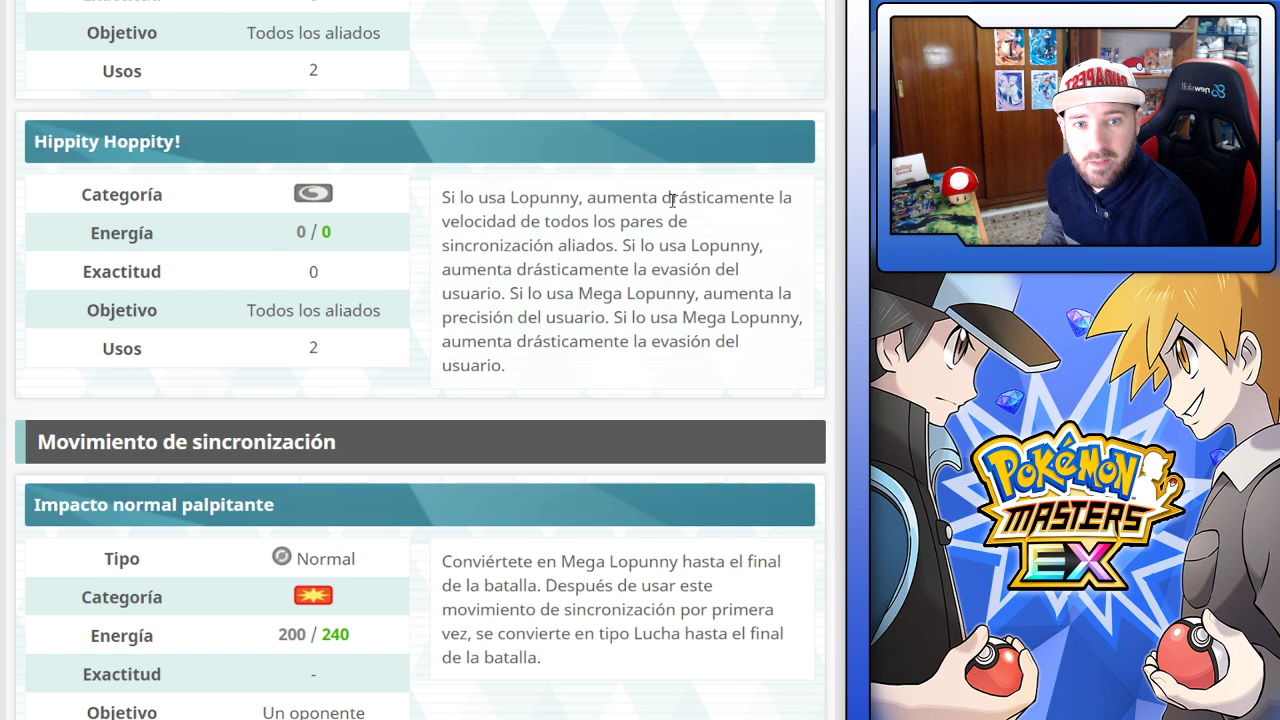 Objetivo Todos los aliados
Usos 2
Hippity Hoppity!
Categoría
Energía 0 / 0
Exactitud 0
Objetivo Todos los aliados
Usos 2
Si lo usa Lopunny, aumenta drásticamente la
velocidad de todos los pares de
sincronización aliados. Si lo usa Lopunny,
aumenta drásticamente la evasión del
usuario. Si lo usa Mega Lopunny, aumenta la
precisión del usuario. Si lo usa Mega Lopunny,
aumenta drásticamente la evasión del
usuario.
Movimiento de sincronización
Impacto normal palpitante
Tipo Normal
Categoría
Energía 200 / 240
Exactitud -
Objetivo Un oponente
Conviértete en Mega Lopunny hasta el final
de la batalla. Después de usar este
movimiento de sincronización por primera
vez, se convierte en tipo Lucha hasta el final
de la batalla.
BUDAPEST
newskill
POKéMON
MASTERS
EX